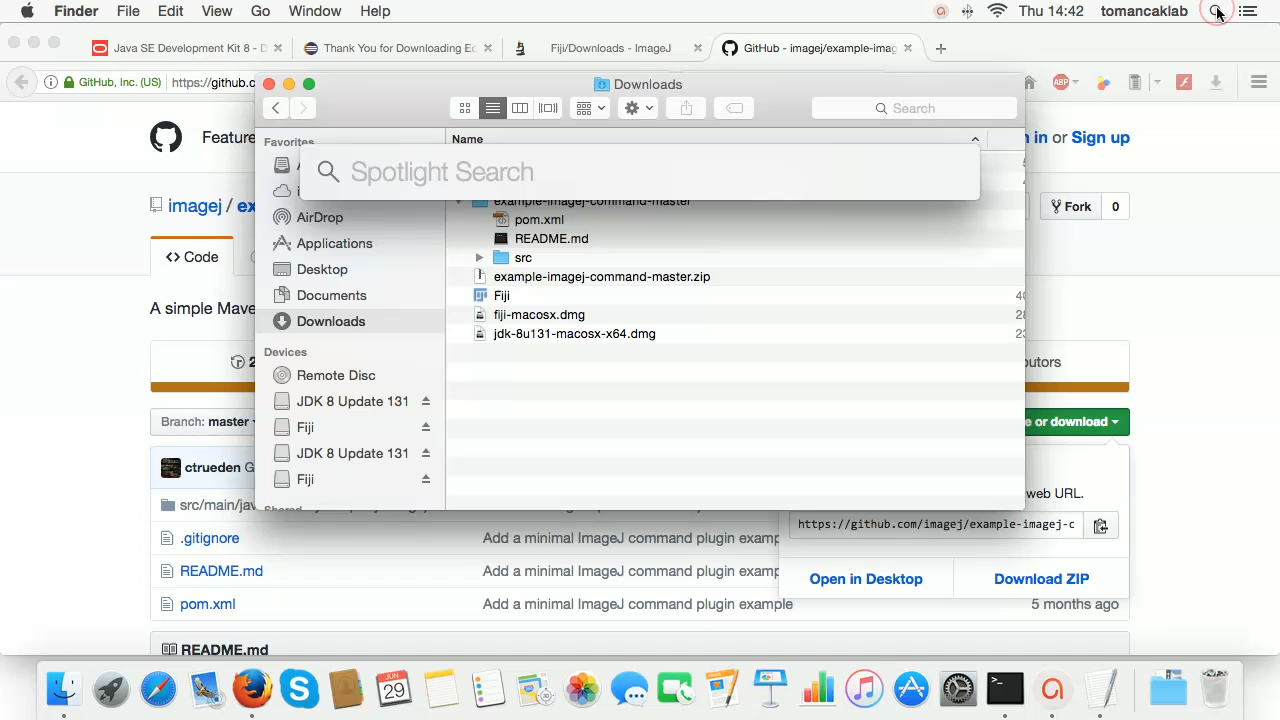 Finder File Edit View Go Window Help Thu 14:42 tomancaklab
Java SE Development Kit 8 - D Thank You for Downloading Ec Fiji/Downloads - ImageJ GitHub - imagej/example-imag
GitHub, Inc. (US) https://github.c ABP
Downloads
Search
Feature in or Sign up
Favorites
Name
Spotlight Search
imagej / ex
example-imagej-command-master
Fork 0
AirDrop
pom.xml
Applications
README.md
<> Code
src
Desktop
example-imagej-command-master.zip
Documents
Fiji
A simple Mave
Downloads
fiji-macosx.dmg
jdk-8u131-macosx-x64.dmg
Devices
Remote Disc
JDK 8 Update 131
Fiji
JDK 8 Update 131
Fiji
Branch: master
e or download
ctrueden
web URL.
src/main/jav
https://github.com/imagej/example-imagej-c
.gitignore Add a minimal ImageJ command plugin examp
README.md Add a minimal ImageJ command plugin examp
Open in Desktop Download ZIP
pom.xml Add a minimal ImageJ command plugin example 5 months ago
README.md
JUN
29